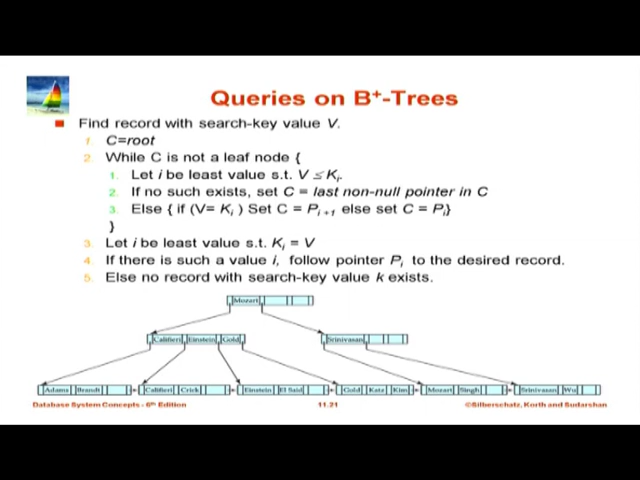 Queries on B+-Trees
Find record with search-key value V.
1. C=root
2. While C is not a leaf node {
1. Let i be least value s.t. V ≤ Ki.
2. If no such exists, set C = last non-null pointer in C
3. Else { if (V= Ki ) Set C = Pi +1 else set C = Pi}
}
3. Let i be least value s.t. Ki = V
4. If there is such a value i, follow pointer Pi to the desired record.
5. Else no record with search-key value k exists.
Mozart
Califieri Einstein Gold Srinivasan
Adams Brandt Califieri Crick Einstein El Said Gold Katz Kim Mozart Singh Srinivasan Wu
Database System Concepts - 6th Edition 11.21 ©Silberschatz, Korth and Sudarshan